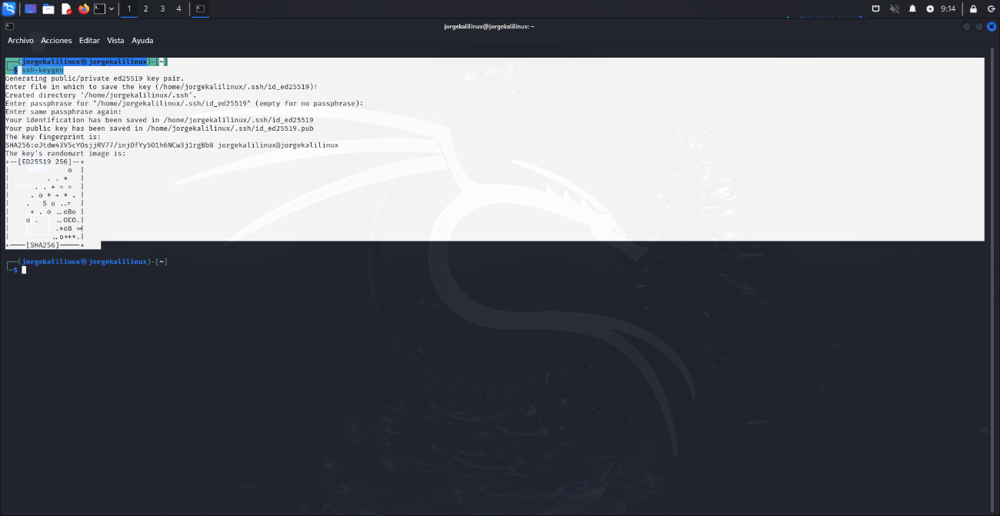 1 2 3 4
9:14
jorgekalilinux@jorgekalilinux: ~
Archivo Acciones Editar Vista Ayuda
┌──(jorgekalilinux㉿jorgekalilinux)-[~]
└─$ ssh-keygen
Generating public/private ed25519 key pair.
Enter file in which to save the key (/home/jorgekalilinux/.ssh/id_ed25519):
Created directory '/home/jorgekalilinux/.ssh'.
Enter passphrase for "/home/jorgekalilinux/.ssh/id_ed25519" (empty for no passphrase):
Enter same passphrase again:
Your identification has been saved in /home/jorgekalilinux/.ssh/id_ed25519
Your public key has been saved in /home/jorgekalilinux/.ssh/id_ed25519.pub
The key fingerprint is:
SHA256:oJtdw43V5cYOsjjRV77/injDfYy5O1h6NCw3j1rgBb8 jorgekalilinux@jorgekalilinux
The key's randomart image is:
+--[ED25519 256]--+
|              o  |
|         . . *   |
|      . . + = =  |
|     . o * + * . |
|    .   S o ..=  |
|     + . o ..oBo |
|    o .    ..OEO.|
|           .*oB =|
|          ..o+++.|
+----[SHA256]-----+
┌──(jorgekalilinux㉿jorgekalilinux)-[~]
└─$